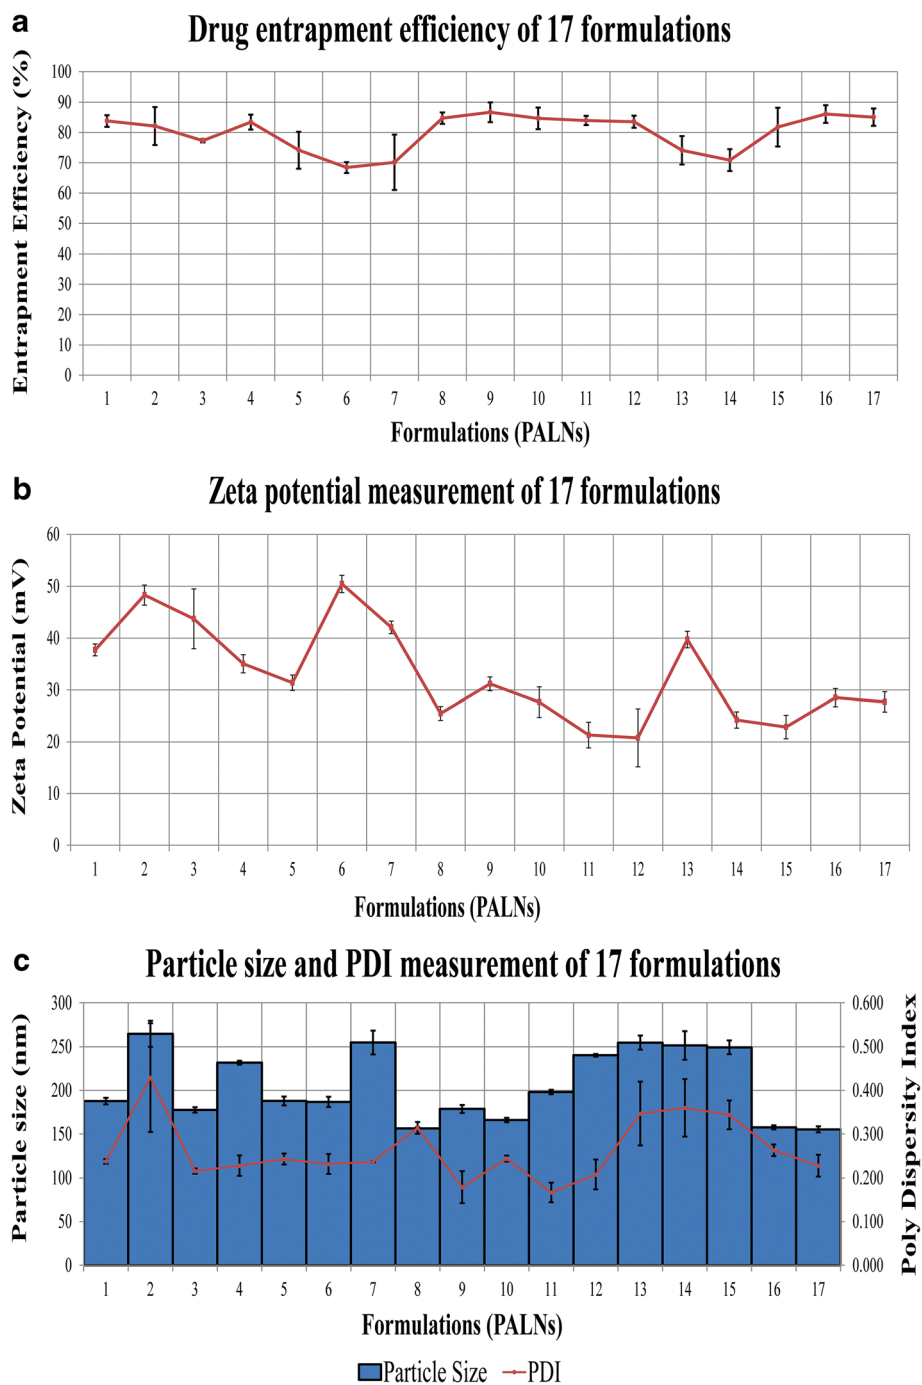 a
Drug entrapment efficiency of 17 formulations
Entrapment Efficiency (%)
100
90
80
70
60
50
40
30
20
10
0
1 2 3 4 5 6 7 8 9 10 11 12 13 14 15 16 17
Formulations (PALNs)
b
Zeta potential measurement of 17 formulations
Zeta Potential (mV)
60
50
40
30
20
10
0
1 2 3 4 5 6 7 8 9 10 11 12 13 14 15 16 17
Formulations (PALNs)
c
Particle size and PDI measurement of 17 formulations
Particle size (nm)
300
250
200
150
100
50
0
0.600
0.500
0.400
0.300
0.200
0.100
0.000
Poly Dispersity Index
1 2 3 4 5 6 7 8 9 10 11 12 13 14 15 16 17
Formulations (PALNs)
Particle Size PDI